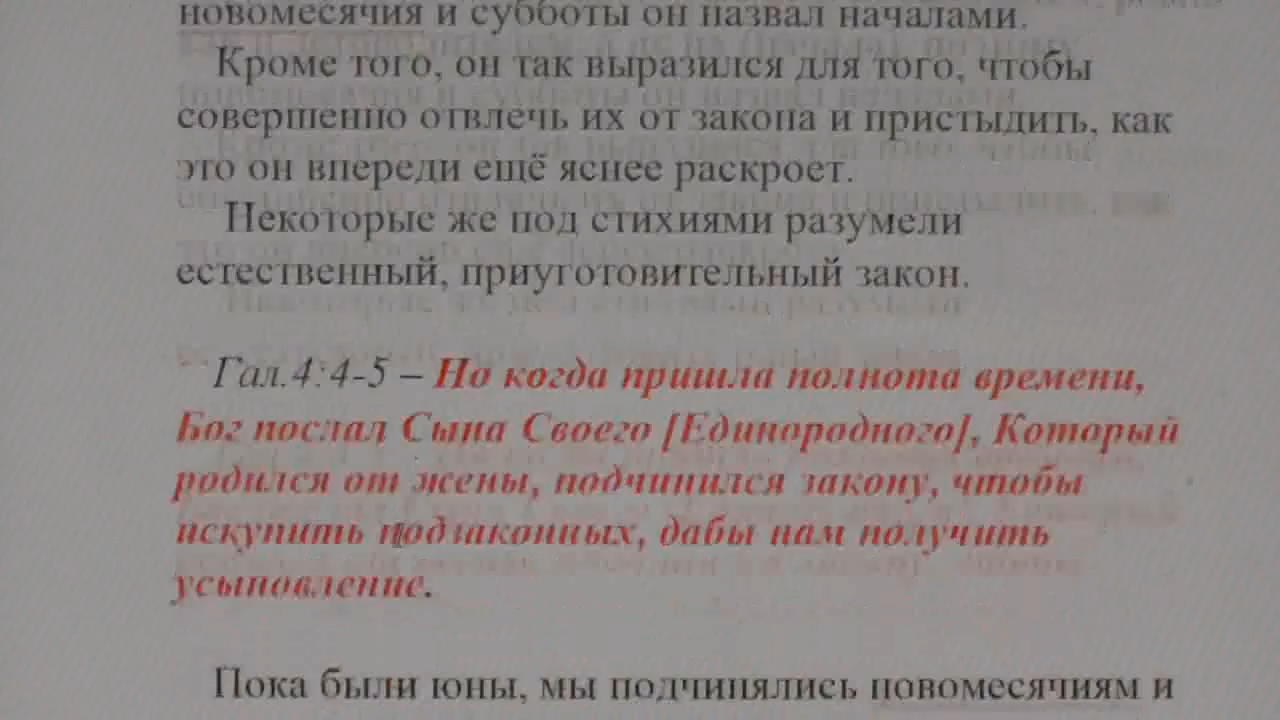 новомесячия и субботы он назвал началами.
Кроме того, он так выразился для того, чтобы
совершенно отвлечь их от закона и пристыдить, как
это он впереди ещё яснее раскроет.
Некоторые же под стихиями разумели
естественный, приуготовительный закон.
Гал.4:4-5 – Но когда пришла полнота времени,
Бог послал Сына Своего [Единородного], Который
родился от жены, подчинился закону, чтобы
искупить подзаконных, дабы нам получить
усыновление.
Пока были юны, мы подчинялись новомесячиям и